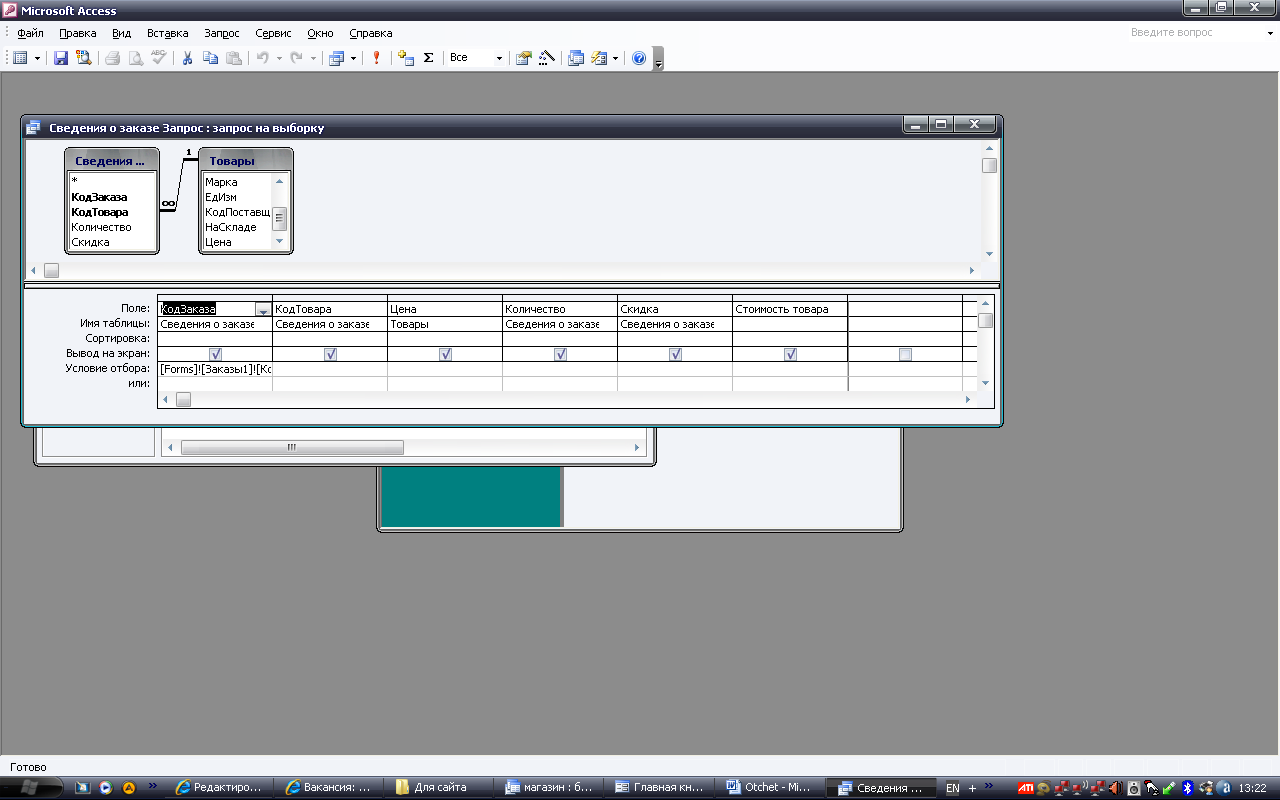 Microsoft Access
Файл Правка Вид Вставка Запрос Сервис Окно Справка Введите вопрос
ABC Σ Все
Сведения о заказе Запрос : запрос на выборку
Сведения ... 1 Товары
* Марка
КодЗаказа ЕдИзм
КодТовара ∞ КодПоставщ
Количество НаСкладе
Скидка Цена
Поле: КодЗаказа КодТовара Цена Количество Скидка Стоимость товара
Имя таблицы: Сведения о заказе Сведения о заказе Товары Сведения о заказе Сведения о заказе
Сортировка:
Вывод на экран:
Условие отбора: [Forms]![Заказы1]![Ко
или:
Готово
Редактиро... Вакансия: ... Для сайта магазин : б... Главная кн... Otchet - Mi... Сведения ... EN ATI 13:22